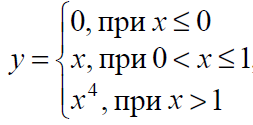 0, при x ≤ 0
y = { x, при 0 < x ≤ 1,
x⁴, при x > 1